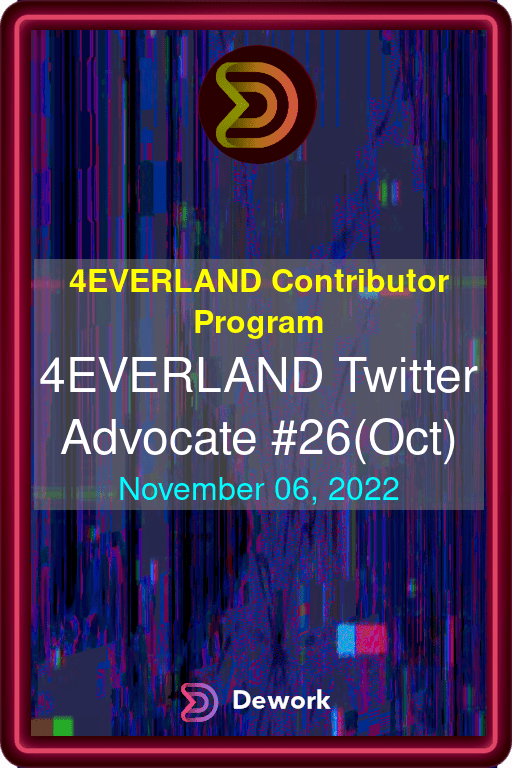 4EVERLAND Contributor
Program
4EVERLAND Twitter
Advocate #26(Oct)
November 06, 2022
Dework